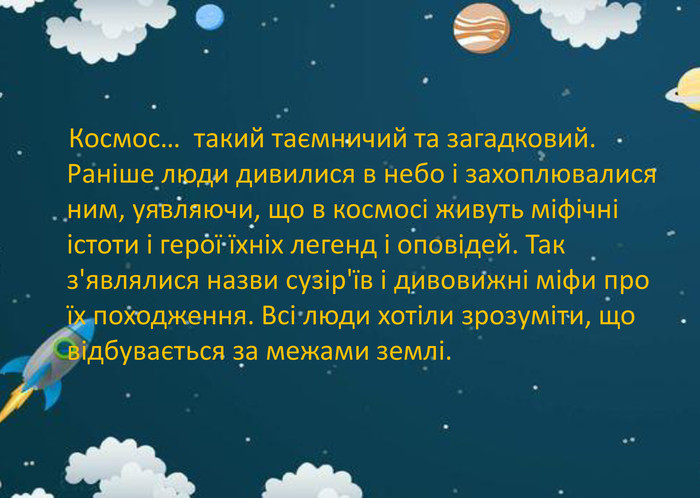 Космос... такий таємничий та загадковий.
Раніше люди дивилися в небо і захоплювалися
ним, уявляючи, що в космосі живуть міфічні
істоти і герої їхніх легенд і оповідей. Так
з'являлися назви сузір'їв і дивовижні міфи про
їх походження. Всі люди хотіли зрозуміти, що
відбувається за межами землі.